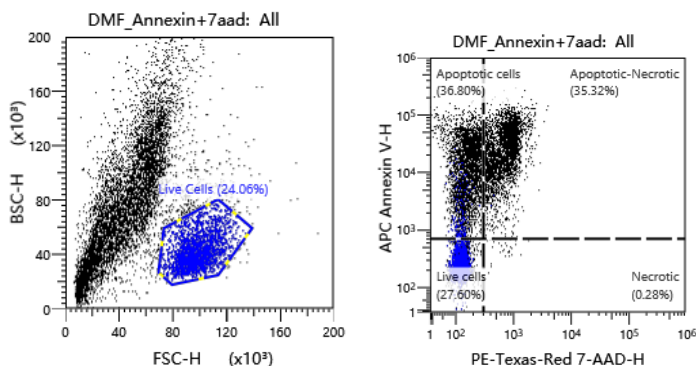 DMF_Annexin+7aad: All
200
160
120
80
40
0
BSC-H (x10³)
Live Cells (24.06%)
0
40
80
120
160
200
FSC-H (x10³)
DMF_Annexin+7aad: All
10⁶
10⁵
10⁴
10³
10²
1
APC Annexin V-H
Apoptotic cells
(36.80%)
Apoptotic-Necrotic
(35.32%)
Live cells
(27.60%)
Necrotic
(0.28%)
1
10²
10³
10⁴
10⁵
10⁶
PE-Texas-Red 7-AAD-H